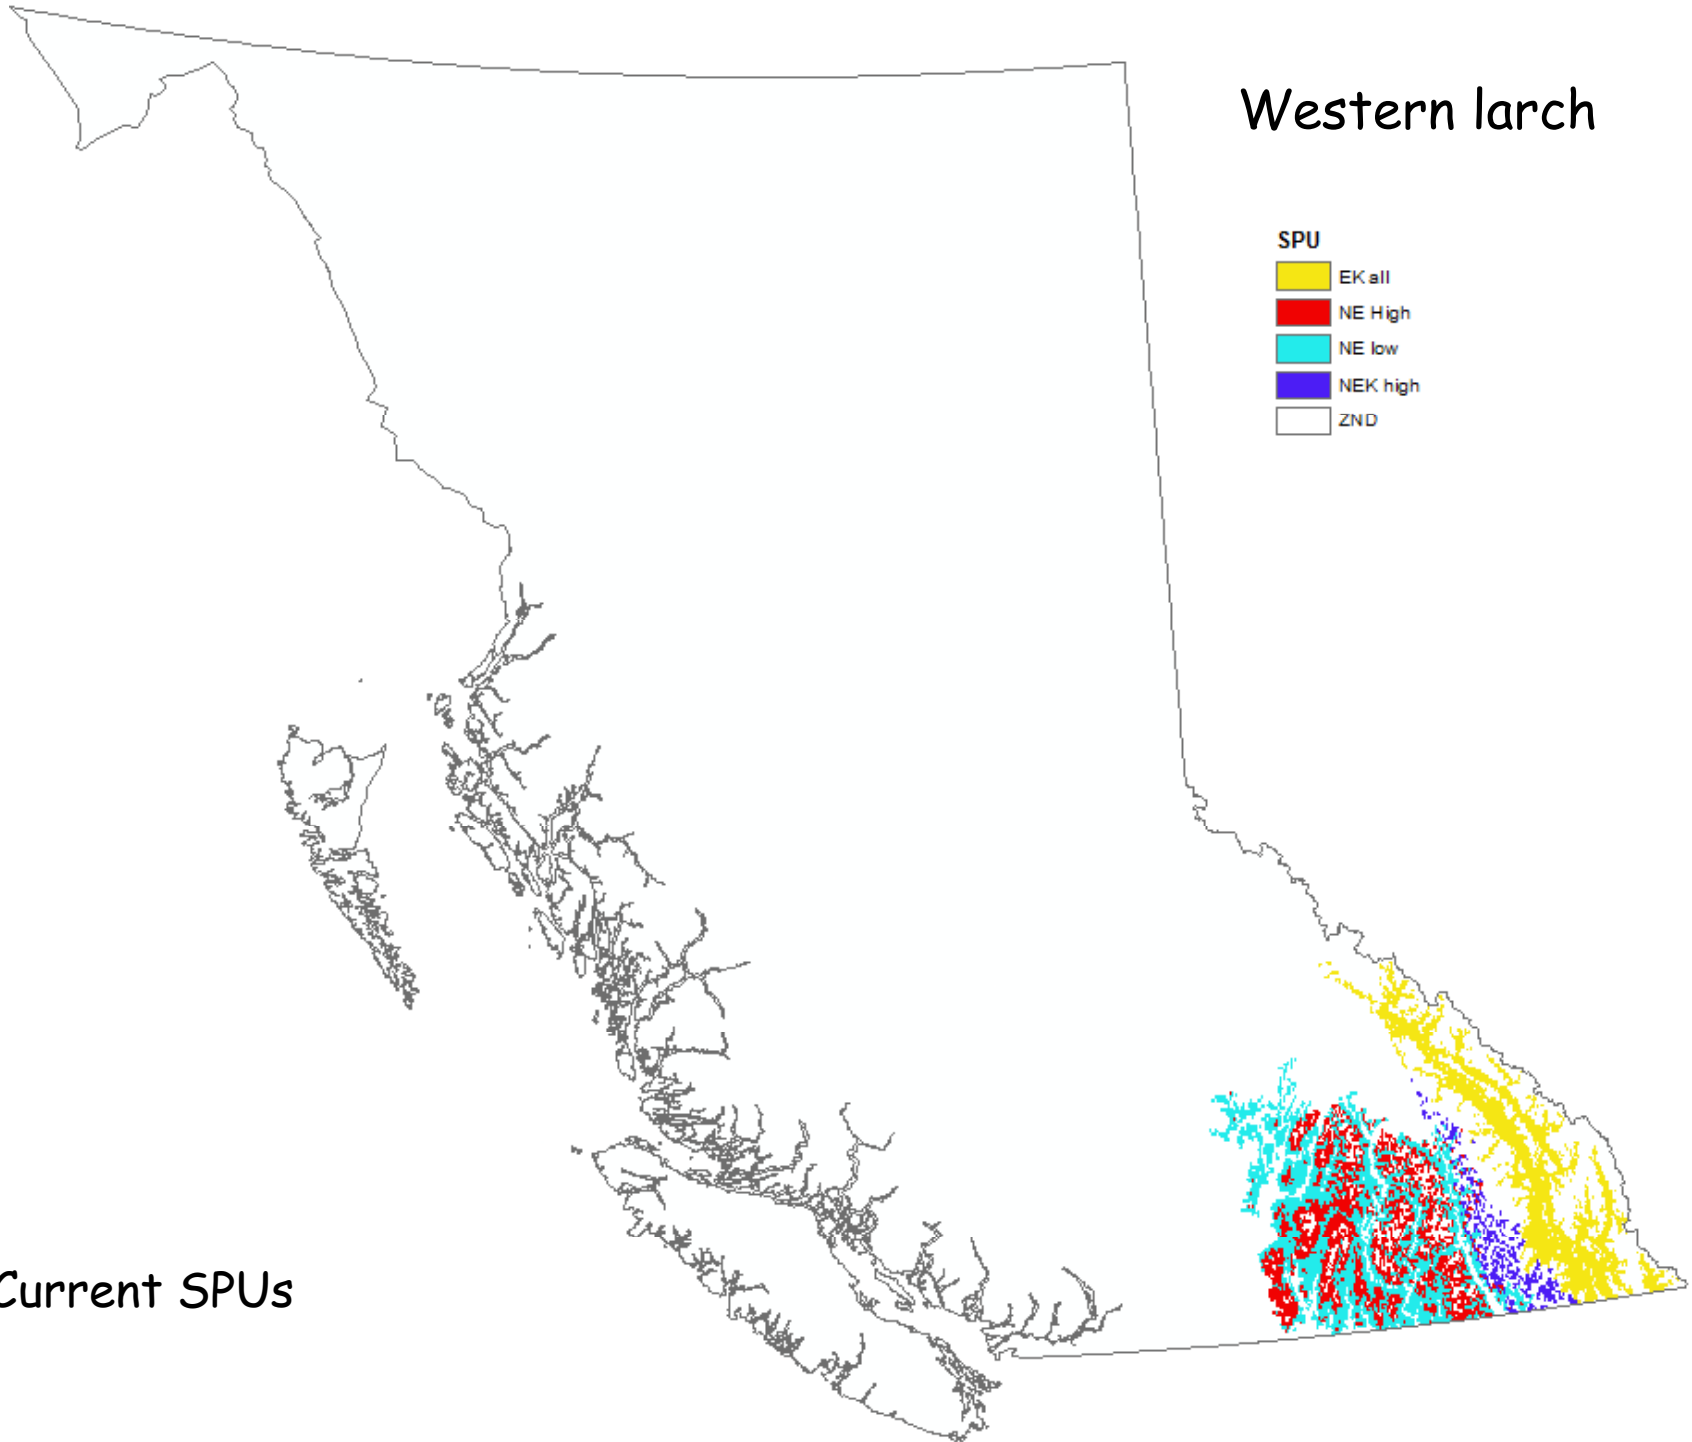 Western larch
SPU
EK all
NE High
NE low
NEK high
ZND
Current SPUs